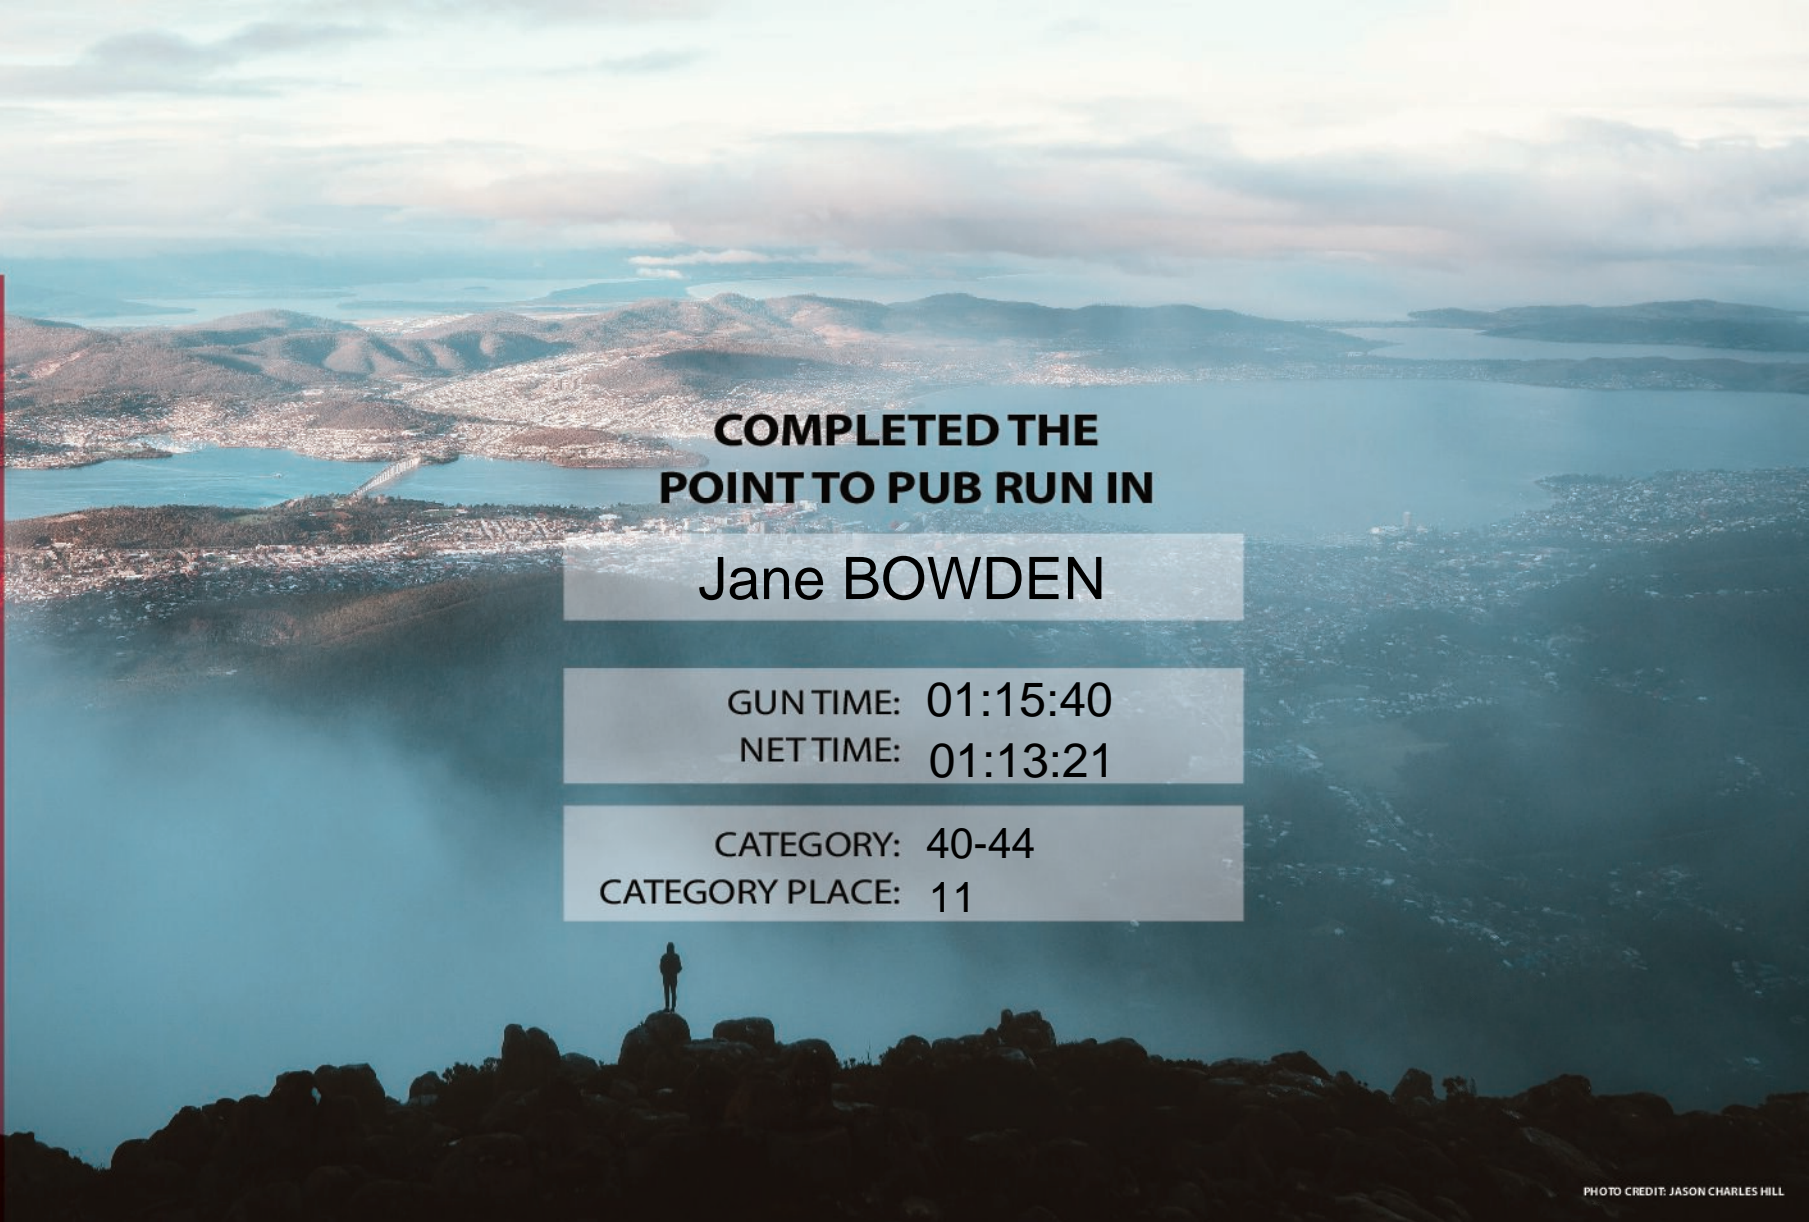 COMPLETED THE
POINT TO PUB RUN IN
Jane BOWDEN
GUN TIME: 01:15:40
NET TIME: 01:13:21
CATEGORY: 40-44
CATEGORY PLACE: 11
PHOTO CREDIT: JASON CHARLES HILL